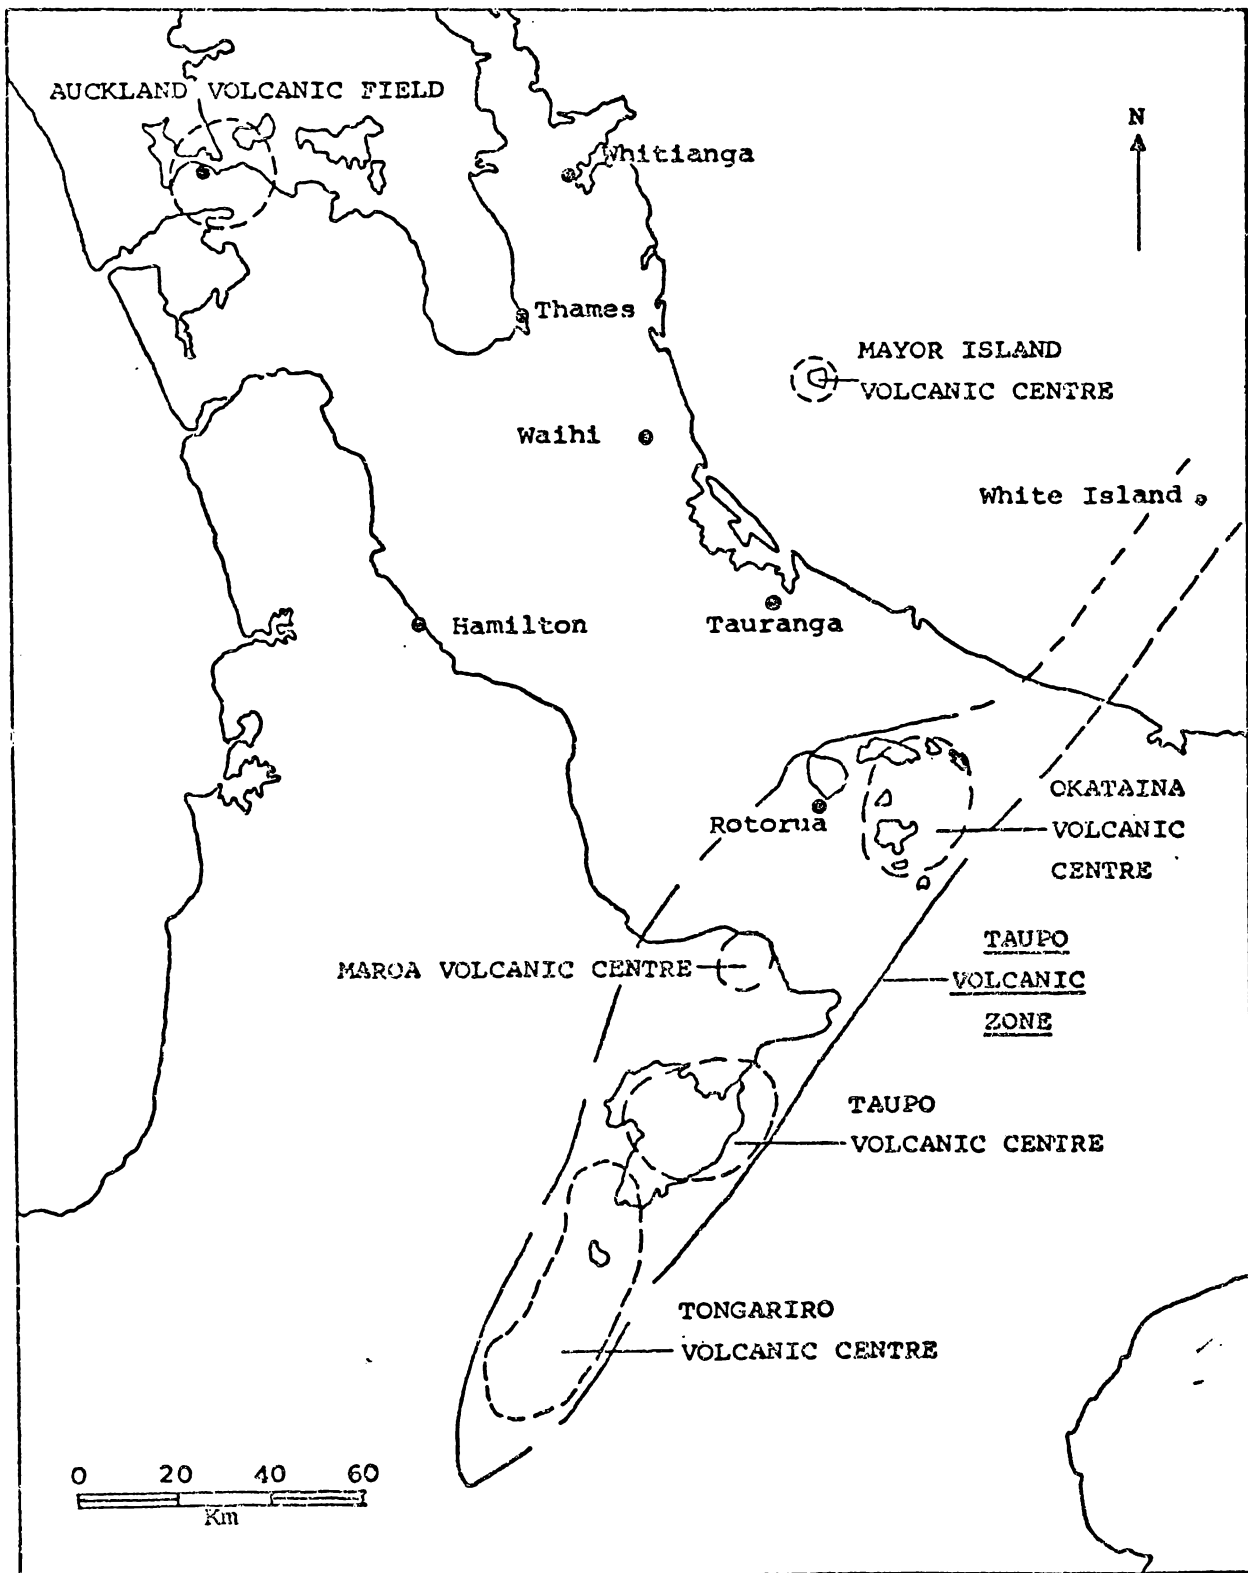 AUCKLAND VOLCANIC FIELD
N
Whitianga
Thames
MAYOR ISLAND
VOLCANIC CENTRE
Waihi
White Island
Hamilton
Tauranga
Rotorua
OKATAINA
VOLCANIC
CENTRE
TAUPO
VOLCANIC
ZONE
MAROA VOLCANIC CENTRE
TAUPO
VOLCANIC CENTRE
TONGARIRO
VOLCANIC CENTRE
0 20 40 60
Km